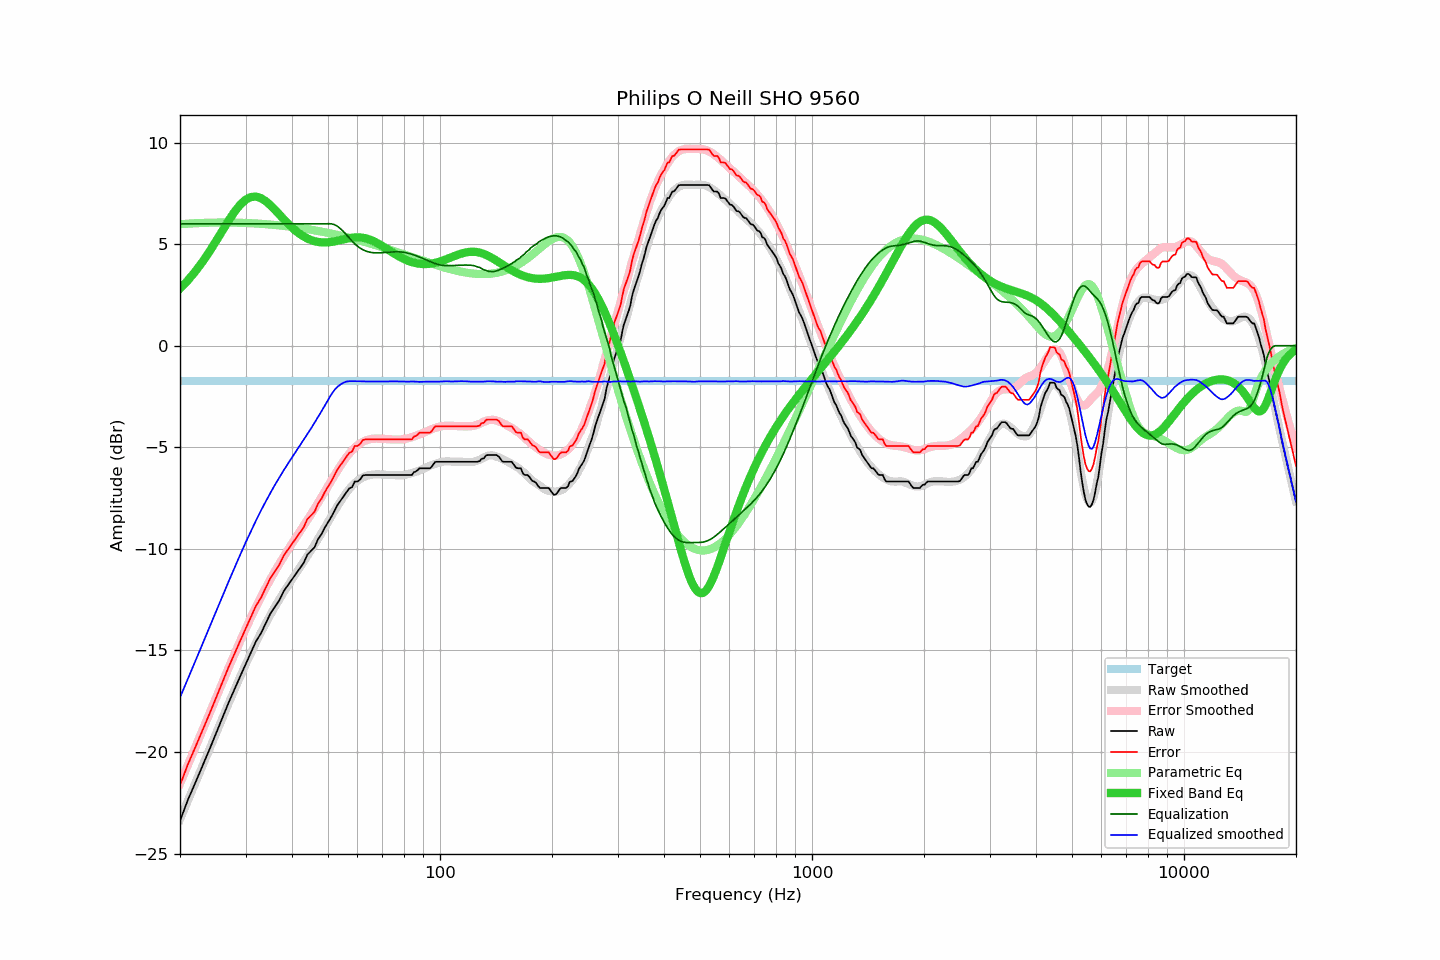 Philips O Neill SHO 9560
10
5
0
−5
−10
−15
−20
−25
Amplitude (dBr)
100
1000
10000
Frequency (Hz)
Target
Raw Smoothed
Error Smoothed
Raw
Error
Parametric Eq
Fixed Band Eq
Equalization
Equalized smoothed